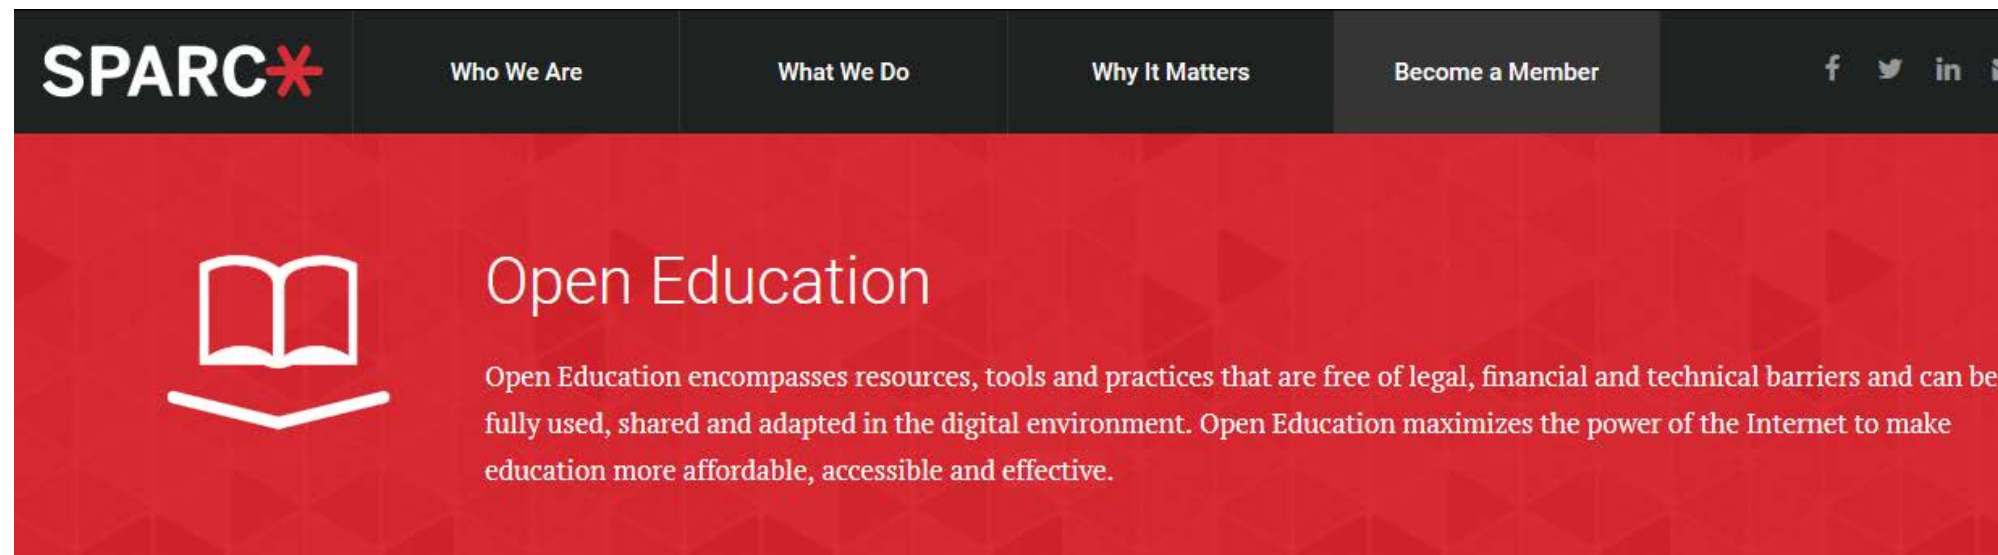 SPARC
Who We Are
What We Do
Why It Matters
Become a Member
Open Education
Open Education encompasses resources, tools and practices that are free of legal, financial and technical barriers and can be
fully used, shared and adapted in the digital environment. Open Education maximizes the power of the Internet to make
education more affordable, accessible and effective.